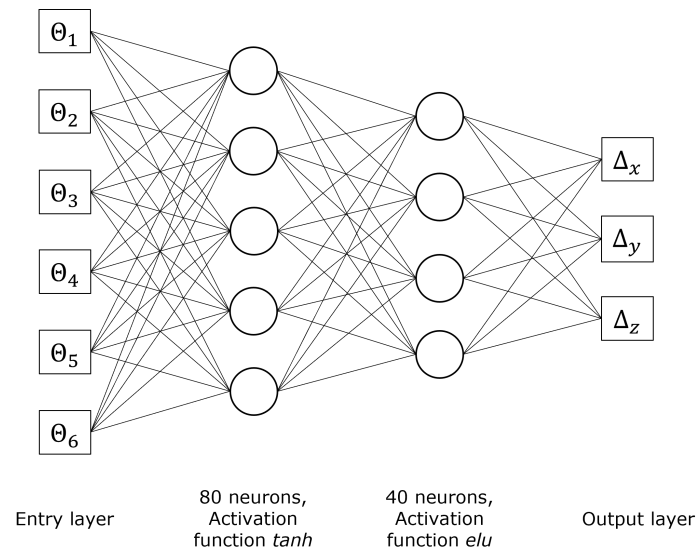 Θ1
Θ2
Θ3
Θ4
Θ5
Θ6
Δx
Δy
Δz
Entry layer
80 neurons,
Activation
function tanh
40 neurons,
Activation
function elu
Output layer